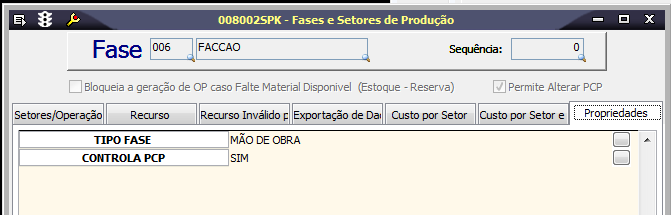 008002SPK - Fases e Setores de Produção
Fase 006 FACCAO Sequência: 0
Bloqueia a geração de OP caso Falte Material Disponivel (Estoque - Reserva) Permite Alterar PCP
Setores/Operação Recurso Recurso Inválido p Exportação de Dad Custo por Setor Custo por Setor e Propriedades
TIPO FASE MÃO DE OBRA
CONTROLA PCP SIM